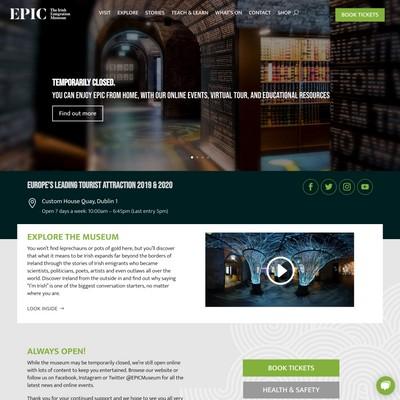 EPIC The Irish Emigration Museum
VISIT EXPLORE STORIES TEACH & LEARN WHAT'S ON CONTACT SHOP
BOOK TICKETS
TEMPORARILY CLOSED.
YOU CAN ENJOY EPIC FROM HOME, WITH OUR ONLINE EVENTS, VIRTUAL TOUR, AND EDUCATIONAL RESOURCES
Find out more
EUROPE'S LEADING TOURIST ATTRACTION 2019 & 2020
Custom House Quay, Dublin 1
Open 7 days a week: 10:00am – 6:45pm (Last entry 5pm)
EXPLORE THE MUSEUM
You won't find leprechauns or pots of gold here, but you'll discover
that what it means to be Irish expands far beyond the borders of
Ireland through the stories of Irish emigrants who became
scientists, politicians, poets, artists and even outlaws all over the
world. Discover Ireland from the outside in and find out why saying
"I'm Irish" is one of the biggest conversation starters, no matter
where you are.
LOOK INSIDE →
ALWAYS OPEN!
While the museum may be temporarily closed, we're still open online
with lots of content to keep you entertained. Browse our website or
follow us on Facebook, Instagram or Twitter @EPICMuseum for all the
latest news and online events.
Thank you for your continued support and we hope to see you all very
BOOK TICKETS
HEALTH & SAFETY